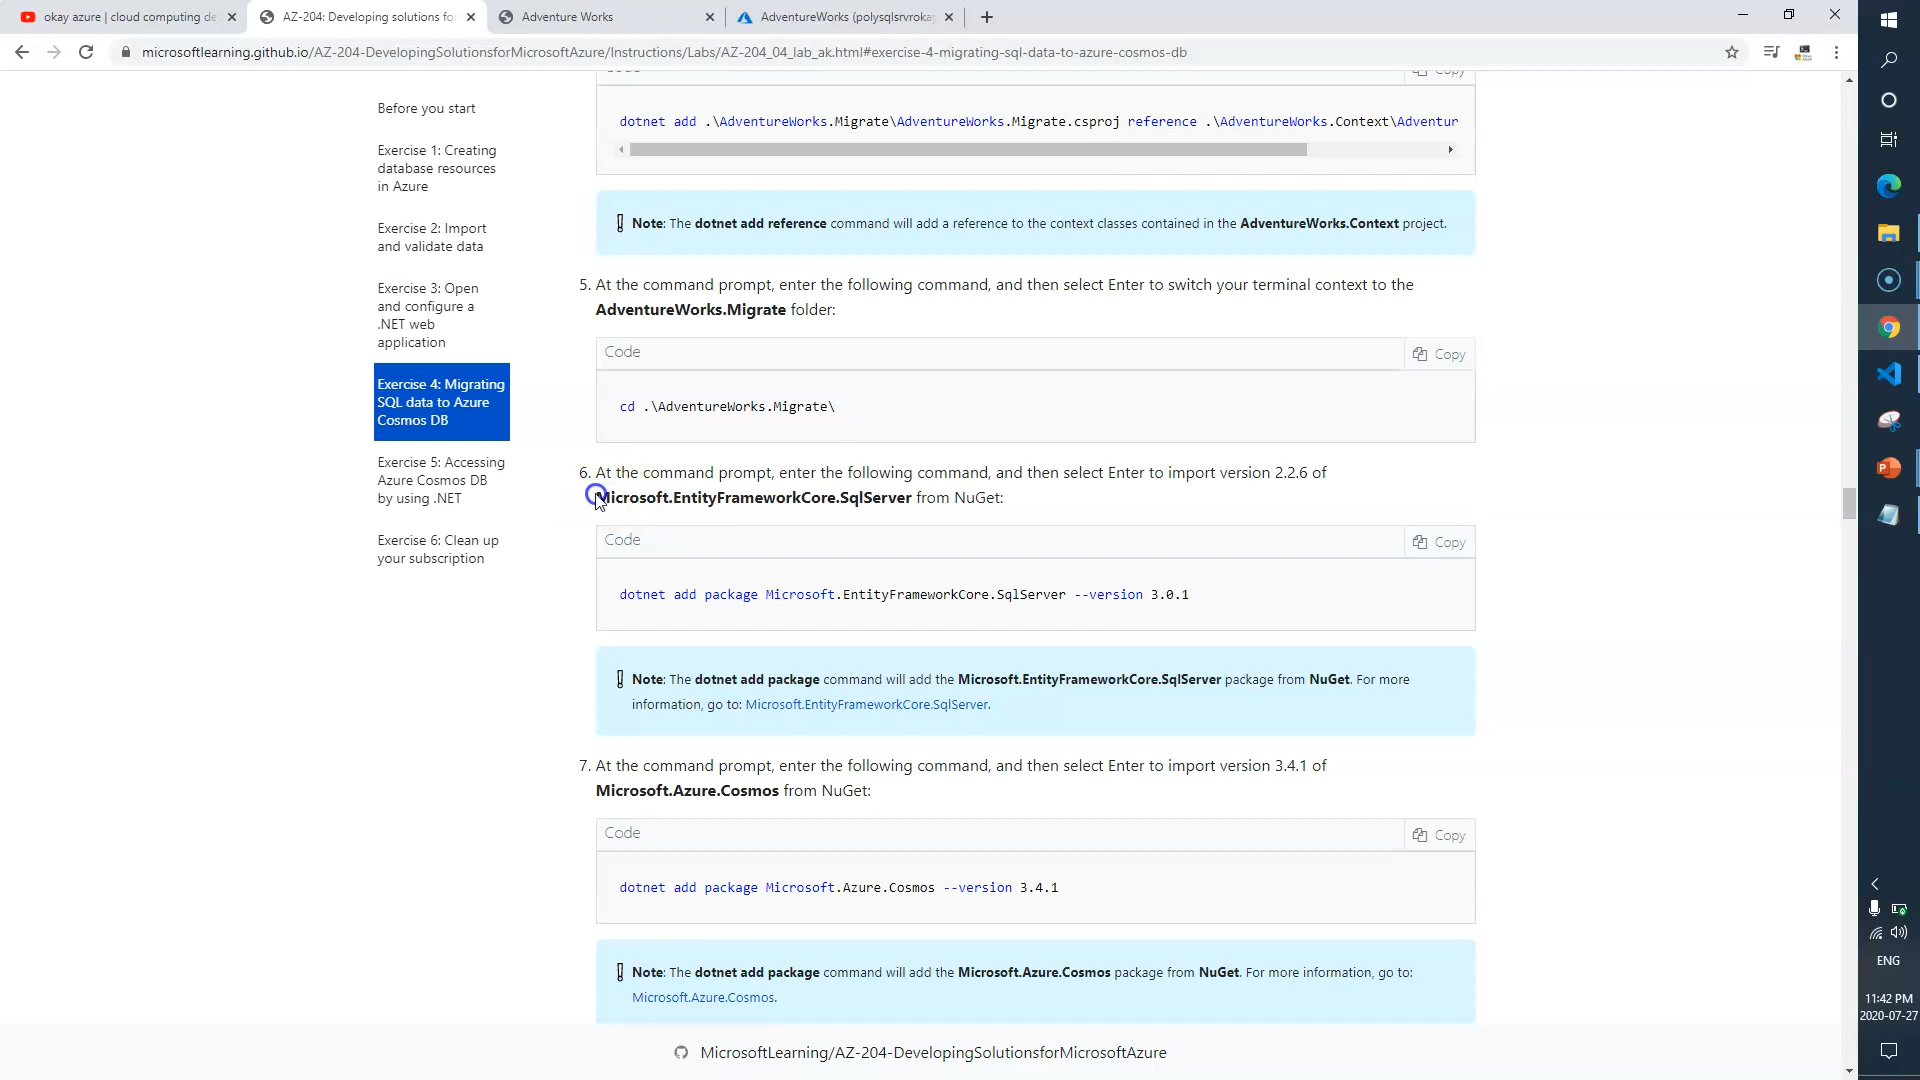 okay azure | cloud computing de
AZ-204: Developing solutions for
Adventure Works
AdventureWorks (polysqlsrvroka
microsoftlearning.github.io/AZ-204-DevelopingSolutionsforMicrosoftAzure/Instructions/Labs/AZ-204_04_lab_ak.html#exercise-4-migrating-sql-data-to-azure-cosmos-db
Before you start
Exercise 1: Creating
database resources
in Azure
Exercise 2: Import
and validate data
Exercise 3: Open
and configure a
.NET web
application
Exercise 4: Migrating
SQL data to Azure
Cosmos DB
Exercise 5: Accessing
Azure Cosmos DB
by using .NET
Exercise 6: Clean up
your subscription
Copy
dotnet add .\AdventureWorks.Migrate\AdventureWorks.Migrate.csproj reference .\AdventureWorks.Context\Adventur
Note: The dotnet add reference command will add a reference to the context classes contained in the AdventureWorks.Context project.
5. At the command prompt, enter the following command, and then select Enter to switch your terminal context to the
AdventureWorks.Migrate folder:
Code
Copy
cd .\AdventureWorks.Migrate\
6. At the command prompt, enter the following command, and then select Enter to import version 2.2.6 of
Microsoft.EntityFrameworkCore.SqlServer from NuGet:
Code
Copy
dotnet add package Microsoft.EntityFrameworkCore.SqlServer --version 3.0.1
Note: The dotnet add package command will add the Microsoft.EntityFrameworkCore.SqlServer package from NuGet. For more
information, go to: Microsoft.EntityFrameworkCore.SqlServer.
7. At the command prompt, enter the following command, and then select Enter to import version 3.4.1 of
Microsoft.Azure.Cosmos from NuGet:
Code
Copy
dotnet add package Microsoft.Azure.Cosmos --version 3.4.1
Note: The dotnet add package command will add the Microsoft.Azure.Cosmos package from NuGet. For more information, go to:
Microsoft.Azure.Cosmos.
MicrosoftLearning/AZ-204-DevelopingSolutionsforMicrosoftAzure
ENG
11:42 PM
2020-07-27